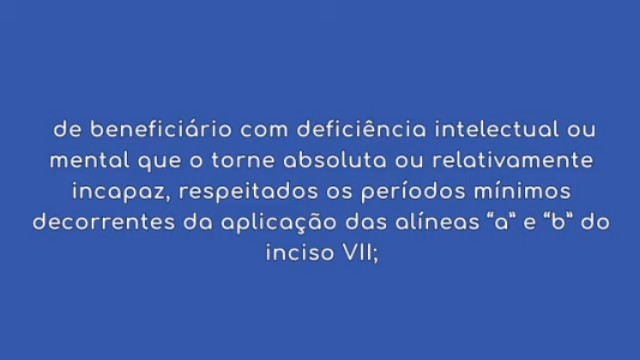 de beneficiário com deficiência intelectual ou
mental que o torne absoluta ou relativamente
incapaz, respeitados os períodos mínimos
decorrentes da aplicação das alíneas “a” e “b” do
inciso VII;